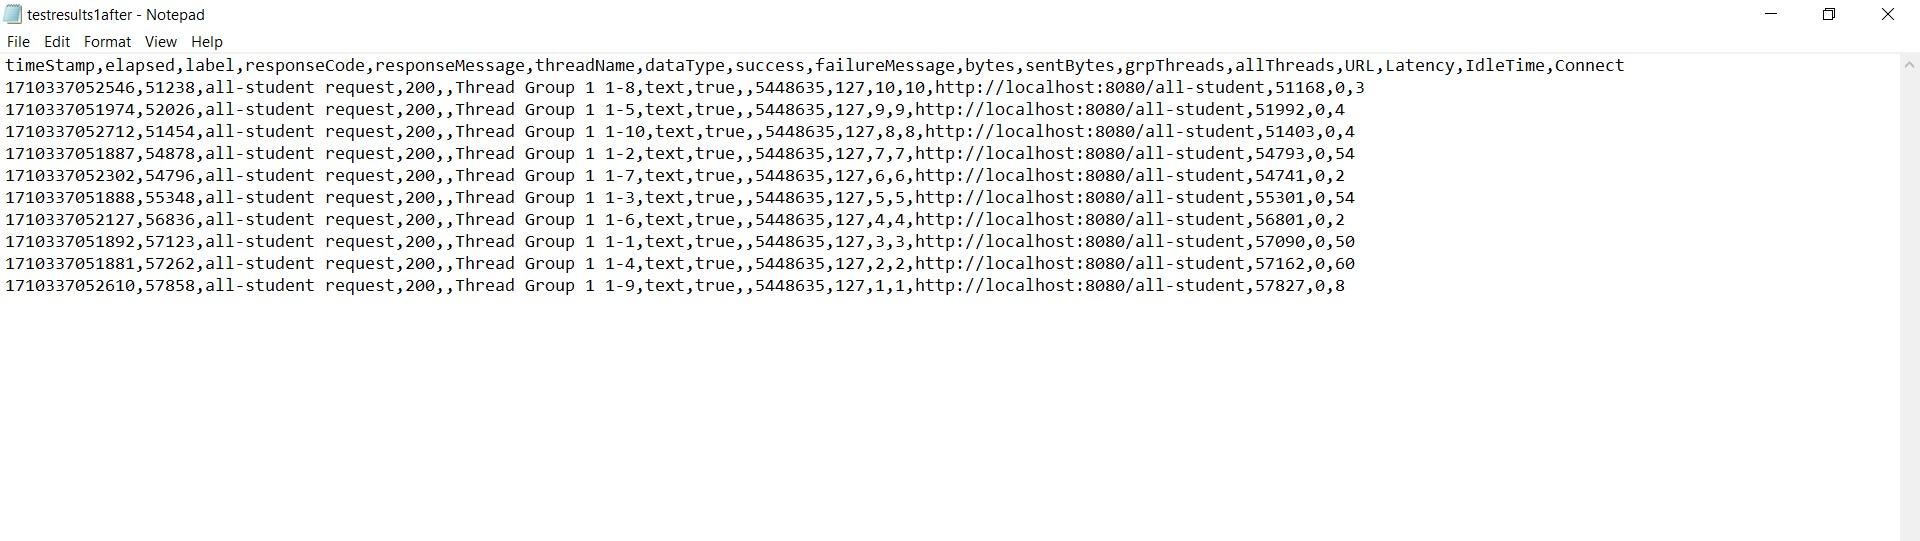 testresults1after - Notepad
File Edit Format View Help
timeStamp,elapsed,label,responseCode,responseMessage,threadName,dataType,success,failureMessage,bytes,sentBytes,grpThreads,allThreads,URL,Latency,IdleTime,Connect
1710337052546,51238,all-student request,200,,Thread Group 1 1-8,text,true,,5448635,127,10,10,http://localhost:8080/all-student,51168,0,3
1710337051974,52026,all-student request,200,,Thread Group 1 1-5,text,true,,5448635,127,9,9,http://localhost:8080/all-student,51992,0,4
1710337052712,51454,all-student request,200,,Thread Group 1 1-10,text,true,,5448635,127,8,8,http://localhost:8080/all-student,51403,0,4
1710337051887,54878,all-student request,200,,Thread Group 1 1-2,text,true,,5448635,127,7,7,http://localhost:8080/all-student,54793,0,54
1710337052302,54796,all-student request,200,,Thread Group 1 1-7,text,true,,5448635,127,6,6,http://localhost:8080/all-student,54741,0,2
1710337051888,55348,all-student request,200,,Thread Group 1 1-3,text,true,,5448635,127,5,5,http://localhost:8080/all-student,55301,0,54
1710337052127,56836,all-student request,200,,Thread Group 1 1-6,text,true,,5448635,127,4,4,http://localhost:8080/all-student,56801,0,2
1710337051892,57123,all-student request,200,,Thread Group 1 1-1,text,true,,5448635,127,3,3,http://localhost:8080/all-student,57090,0,50
1710337051881,57262,all-student request,200,,Thread Group 1 1-4,text,true,,5448635,127,2,2,http://localhost:8080/all-student,57162,0,60
1710337052610,57858,all-student request,200,,Thread Group 1 1-9,text,true,,5448635,127,1,1,http://localhost:8080/all-student,57827,0,8